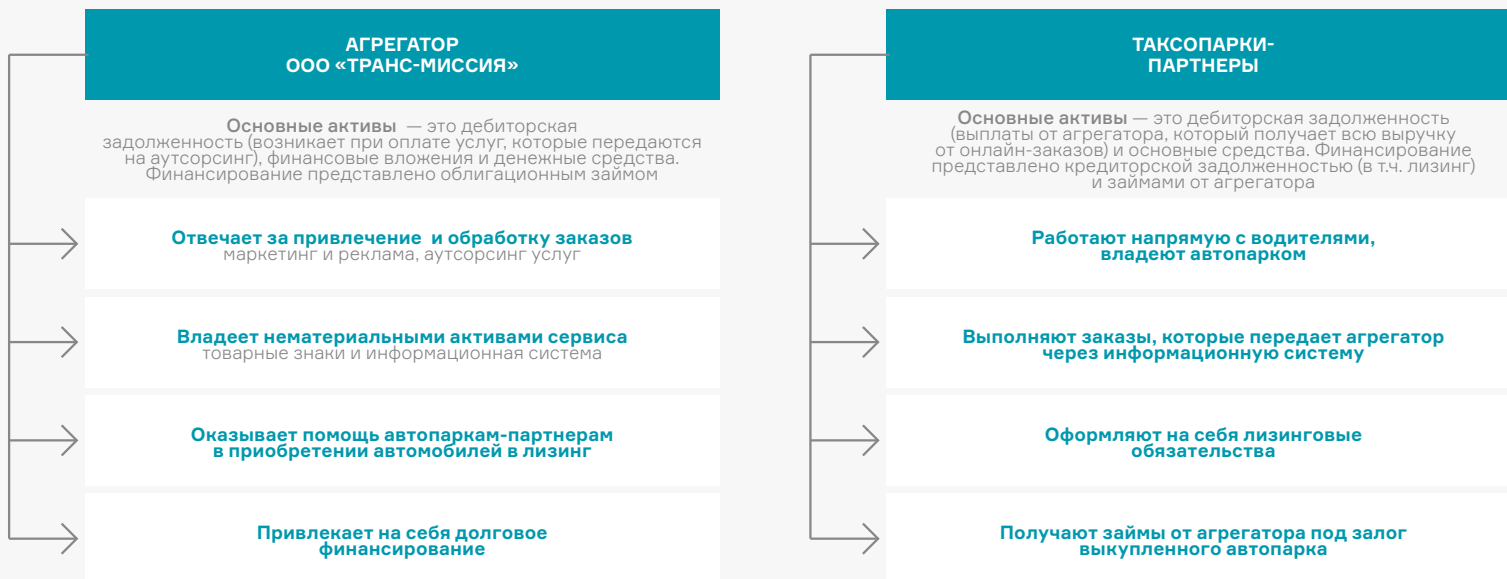 АГРЕГАТОР
ООО «ТРАНС-МИССИЯ»
Основные активы — это дебиторская
задолженность (возникает при оплате услуг, которые передаются
на аутсорсинг), финансовые вложения и денежные средства.
Финансирование представлено облигационным займом
Отвечает за привлечение и обработку заказов
маркетинг и реклама, аутсорсинг услуг
Владеет нематериальными активами сервиса
товарные знаки и информационная система
Оказывает помощь автопаркам-партнерам
в приобретении автомобилей в лизинг
Привлекает на себя долговое
финансирование
ТАКСОПАРКИ-
ПАРТНЕРЫ
Основные активы — это дебиторская задолженность
(выплаты от агрегатора, который получает всю выручку
от онлайн-заказов) и основные средства. Финансирование
представлено кредиторской задолженностью (в т.ч. лизинг)
и займами от агрегатора
Работают напрямую с водителями,
владеют автопарком
Выполняют заказы, которые передает агрегатор
через информационную систему
Оформляют на себя лизинговые
обязательства
Получают займы от агрегатора под залог
выкупленного автопарка